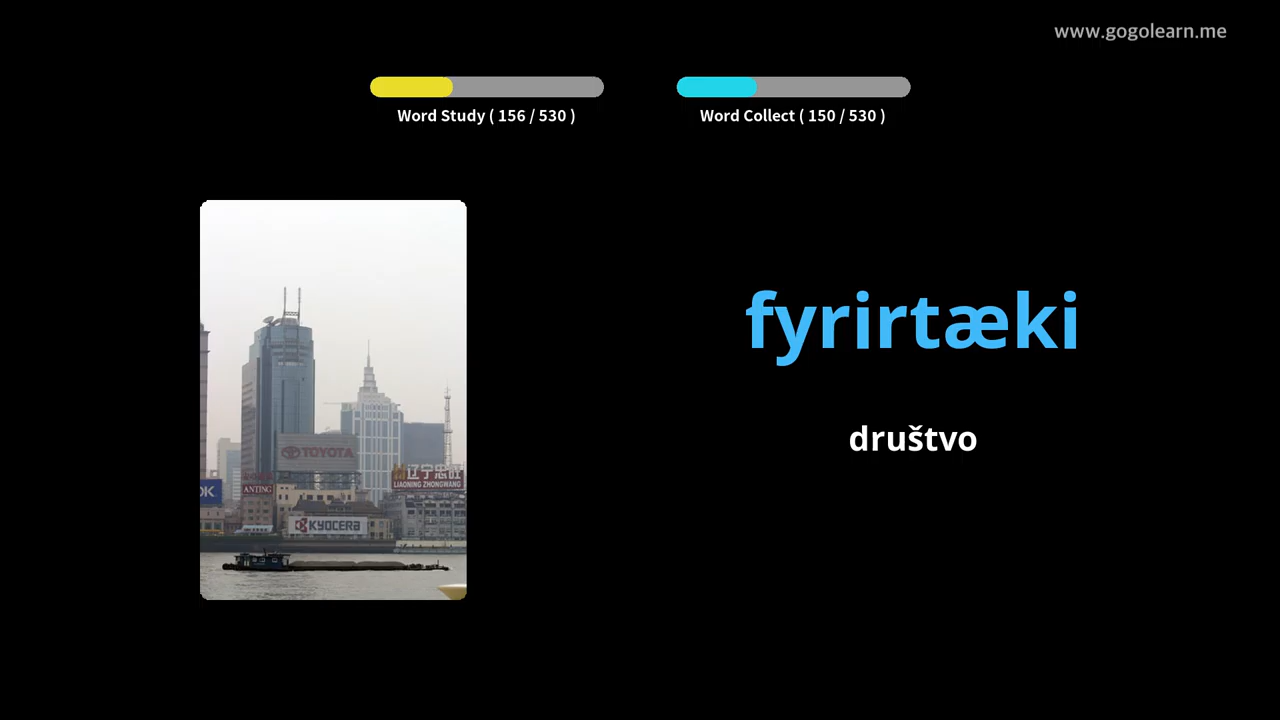 www.gogolearn.me
Word Study ( 156 / 530 )
Word Collect ( 150 / 530 )
fyrirtæki
društvo
TOYOTA
辽宁忠旺
LIAONING ZHONGWANG
ANTING
KYOCERA